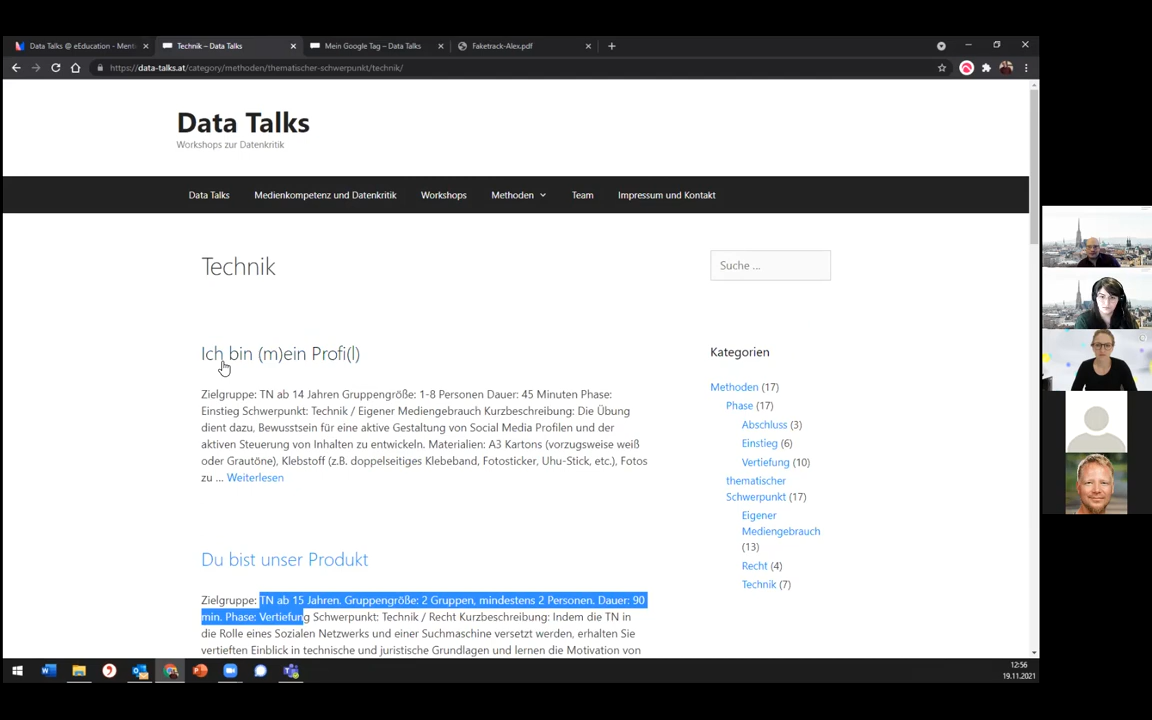 Data Talks @ eEducation - Menti
Technik – Data Talks
Mein Google Tag – Data Talks
Faketrack-Alex.pdf
https://data-talks.at/category/methoden/thematischer-schwerpunkt/technik/
Data Talks
Workshops zur Datenkritik
Data Talks
Medienkompetenz und Datenkritik
Workshops
Methoden
Team
Impressum und Kontakt
Technik
Suche ...
Ich bin (m)ein Profi(l)
Zielgruppe: TN ab 14 Jahren Gruppengröße: 1-8 Personen Dauer: 45 Minuten Phase:
Einstieg Schwerpunkt: Technik / Eigener Mediengebrauch Kurzbeschreibung: Die Übung
dient dazu, Bewusstsein für eine aktive Gestaltung von Social Media Profilen und der
aktiven Steuerung von Inhalten zu entwickeln. Materialien: A3 Kartons (vorzugsweise weiß
oder Grautöne), Klebstoff (z.B. doppelseitiges Klebeband, Fotosticker, Uhu-Stick, etc.), Fotos
zu ... Weiterlesen
Du bist unser Produkt
Zielgruppe: TN ab 15 Jahren. Gruppengröße: 2 Gruppen, mindestens 2 Personen. Dauer: 90
min. Phase: Vertiefung Schwerpunkt: Technik / Recht Kurzbeschreibung: Indem die TN in
die Rolle eines Sozialen Netzwerks und einer Suchmaschine versetzt werden, erhalten Sie
vertieften Einblick in technische und juristische Grundlagen und lernen die Motivation von
Kategorien
Methoden (17)
Phase (17)
Abschluss (3)
Einstieg (6)
Vertiefung (10)
thematischer
Schwerpunkt (17)
Eigener
Mediengebrauch
(13)
Recht (4)
Technik (7)
12:56
19.11.2021